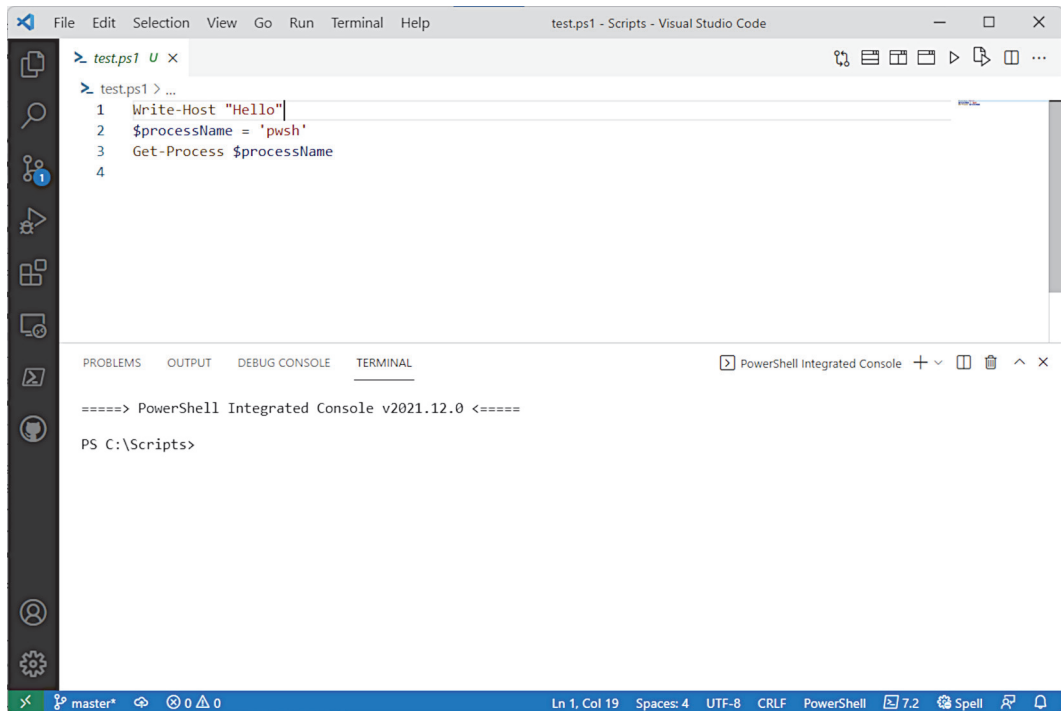 File Edit Selection View Go Run Terminal Help test.ps1 - Scripts - Visual Studio Code
test.ps1 U
test.ps1 > ...
1 Write-Host "Hello"
2 $processName = 'pwsh'
3 Get-Process $processName
4
1
PROBLEMS OUTPUT DEBUG CONSOLE TERMINAL PowerShell Integrated Console
=====> PowerShell Integrated Console v2021.12.0 <=====
PS C:\Scripts>
master* 0 0 Ln 1, Col 19 Spaces: 4 UTF-8 CRLF PowerShell 7.2 Spell